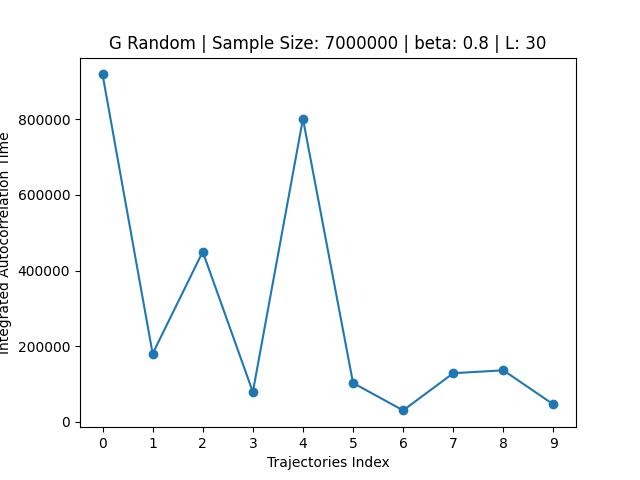 G Random | Sample Size: 7000000 | beta: 0.8 | L: 30
Integrated Autocorrelation Time
800000
600000
400000
200000
0
0 1 2 3 4 5 6 7 8 9
Trajectories Index